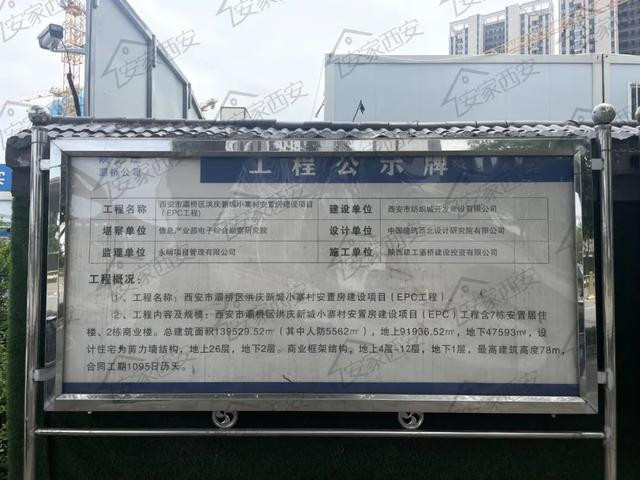 灞桥公司
工程公示牌
工程名称 西安市灞桥区洪庆新城小寨村安置房建设项目（EPC工程） 建设单位 西安市纺织城开发建设有限公司
堪察单位 信息产业部电子综合勘察研究院 设计单位 中国建筑西北设计研究院有限公司
监理单位 永明项目管理有限公司 施工单位 陕西建工灞桥建设投资有限公司
工程概况：
1、工程名称：西安市灞桥区洪庆新城小寨村安置房建设项目（EPC工程）。
2、工程内容及规模：西安市灞桥区洪庆新城小寨村安置房建设项目（EPC）工程含7栋安置居住
楼、2栋商业楼。总建筑面积139529.52㎡（其中人防5562㎡），地上91936.52㎡，地下47593㎡，设
计住宅为剪力墙结构，地上26层，地下2层。商业框架结构，地上4层-12层，地下1层，最高建筑高度78m，
合同工期1095日历天。
安家西安